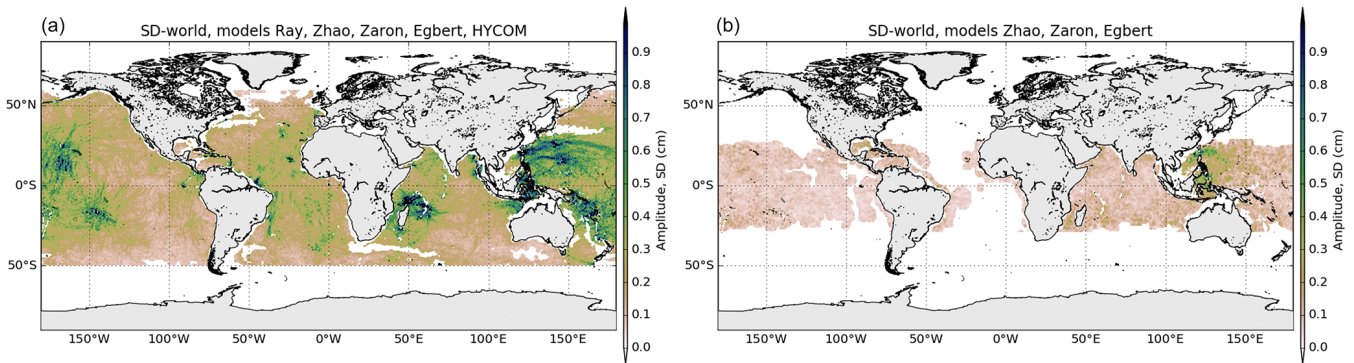 (a)
SD-world, models Ray, Zhao, Zaron, Egbert, HYCOM
50°N
0°S
50°S
150°W 100°W 50°W 0°E 50°E 100°E 150°E
0.9
0.8
0.7
0.6
0.5
0.4
0.3
0.2
0.1
0.0
Amplitude, SD (cm)
(b)
SD-world, models Zhao, Zaron, Egbert
50°N
0°S
50°S
150°W 100°W 50°W 0°E 50°E 100°E 150°E
0.9
0.8
0.7
0.6
0.5
0.4
0.3
0.2
0.1
0.0
Amplitude, SD (cm)